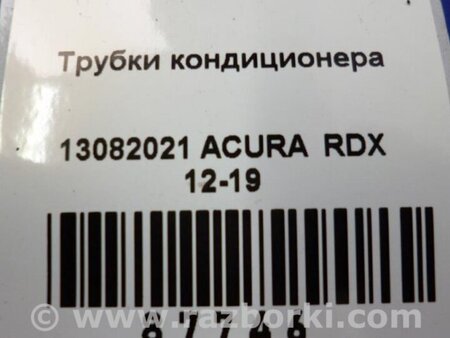 Трубки кондиционера
13082021 ACURA RDX
12-19
© www.razborki.com